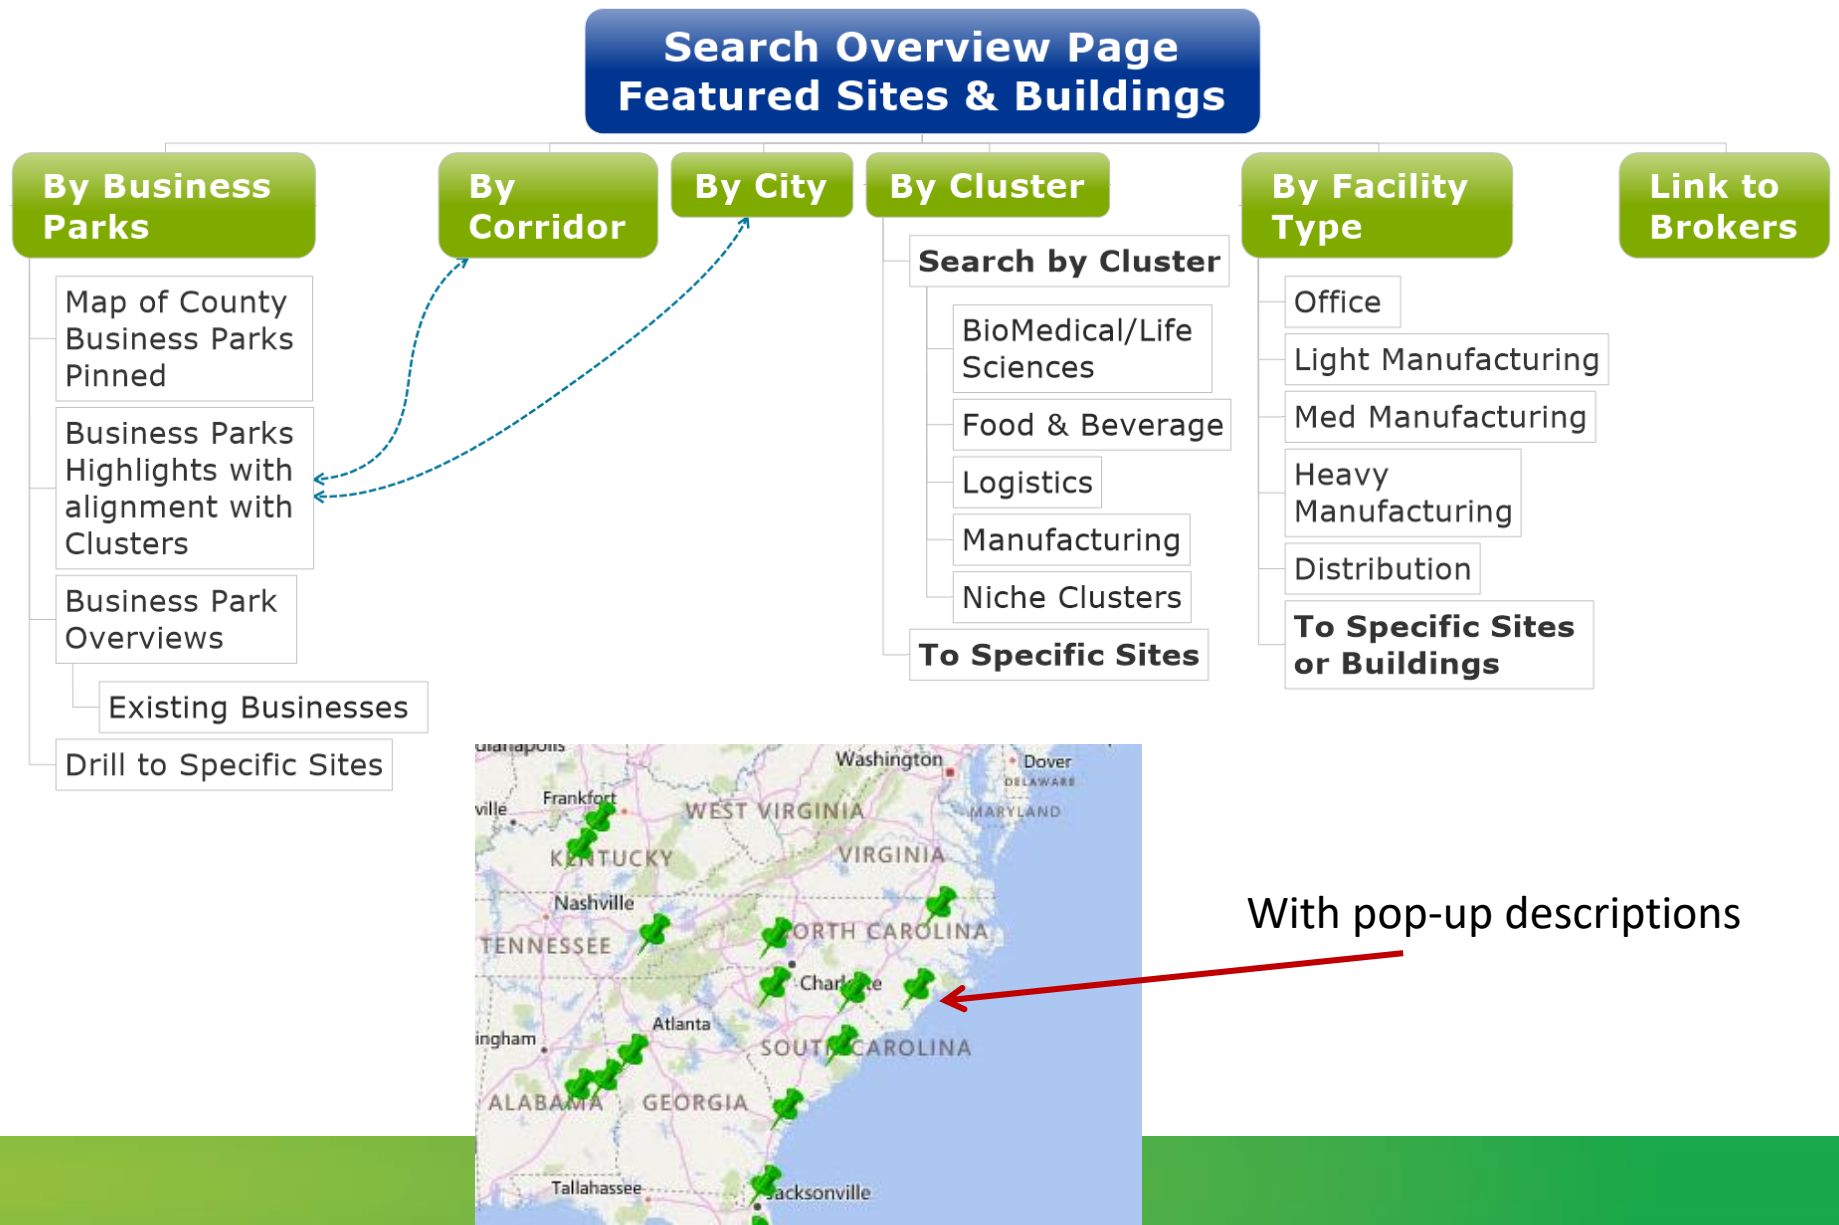 Search Overview Page
Featured Sites & Buildings
By Business
Parks
Map of County
Business Parks
Pinned
Business Parks
Highlights with
alignment with
Clusters
Business Park
Overviews
Existing Businesses
Drill to Specific Sites
By
Corridor
By City
By Cluster
Search by Cluster
BioMedical/Life
Sciences
Food & Beverage
Logistics
Manufacturing
Niche Clusters
To Specific Sites
By Facility
Type
Office
Light Manufacturing
Med Manufacturing
Heavy
Manufacturing
Distribution
To Specific Sites
or Buildings
Link to
Brokers
With pop-up descriptions
dianapolis
Washington
Dover
DELAWARE
Frankfort
ville
WEST VIRGINIA
MARYLAND
KENTUCKY
VIRGINIA
Nashville
TENNESSEE
ORTH CAROLINA
Charlotte
Atlanta
ingham
SOUTH CAROLINA
ALABAMA
GEORGIA
Tallahassee
Jacksonville